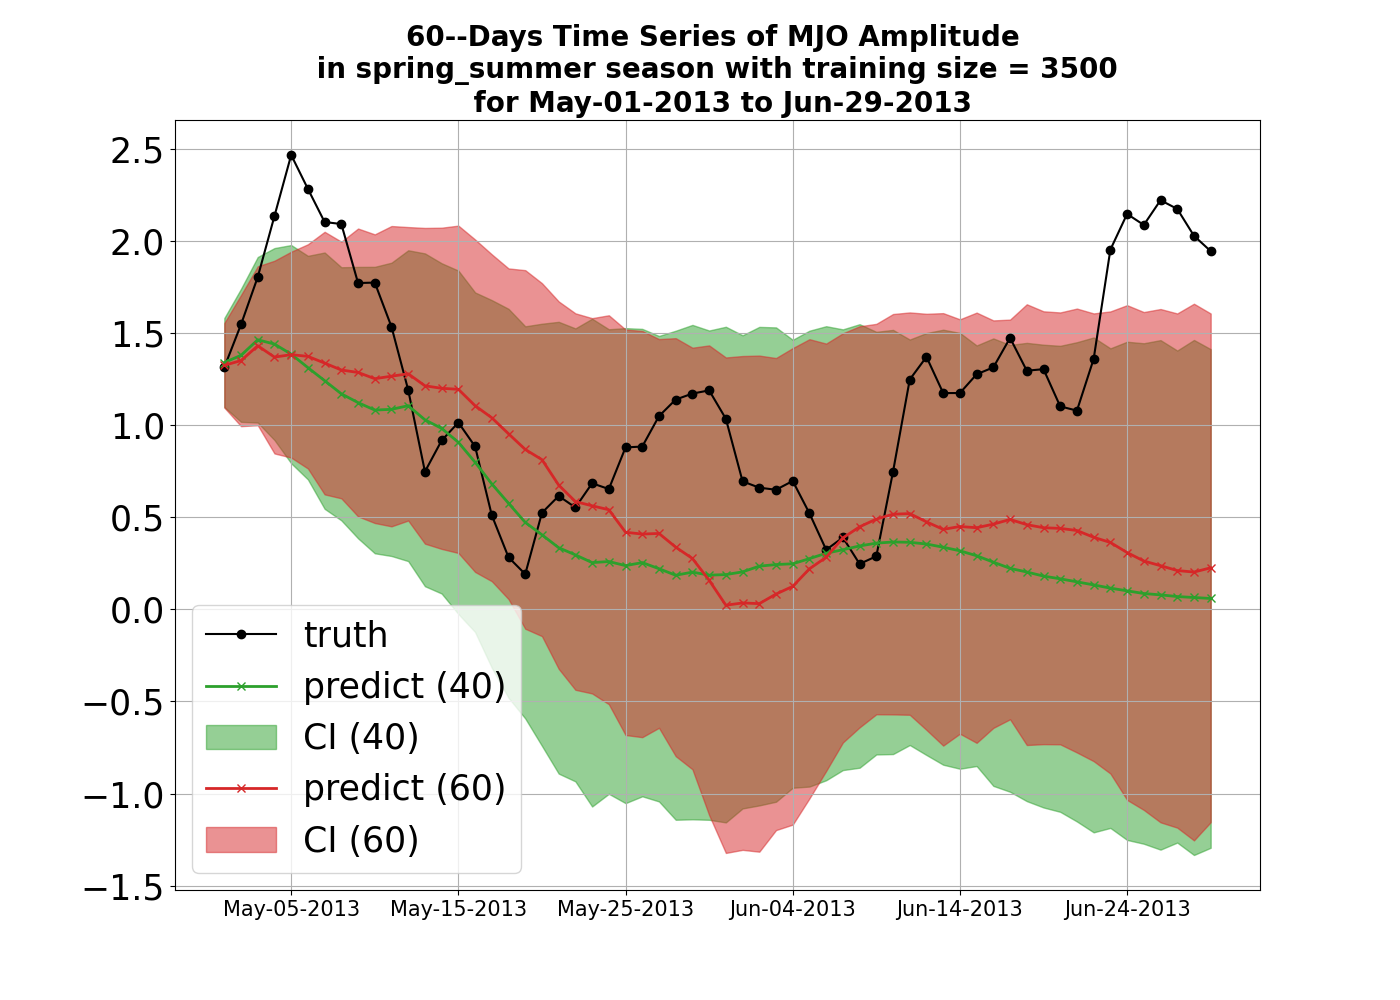 60--Days Time Series of MJO Amplitude
in spring_summer season with training size = 3500
for May-01-2013 to Jun-29-2013
2.5
2.0
1.5
1.0
0.5
0.0
−0.5
−1.0
−1.5
truth
predict (40)
CI (40)
predict (60)
CI (60)
May-05-2013 May-15-2013 May-25-2013 Jun-04-2013 Jun-14-2013 Jun-24-2013